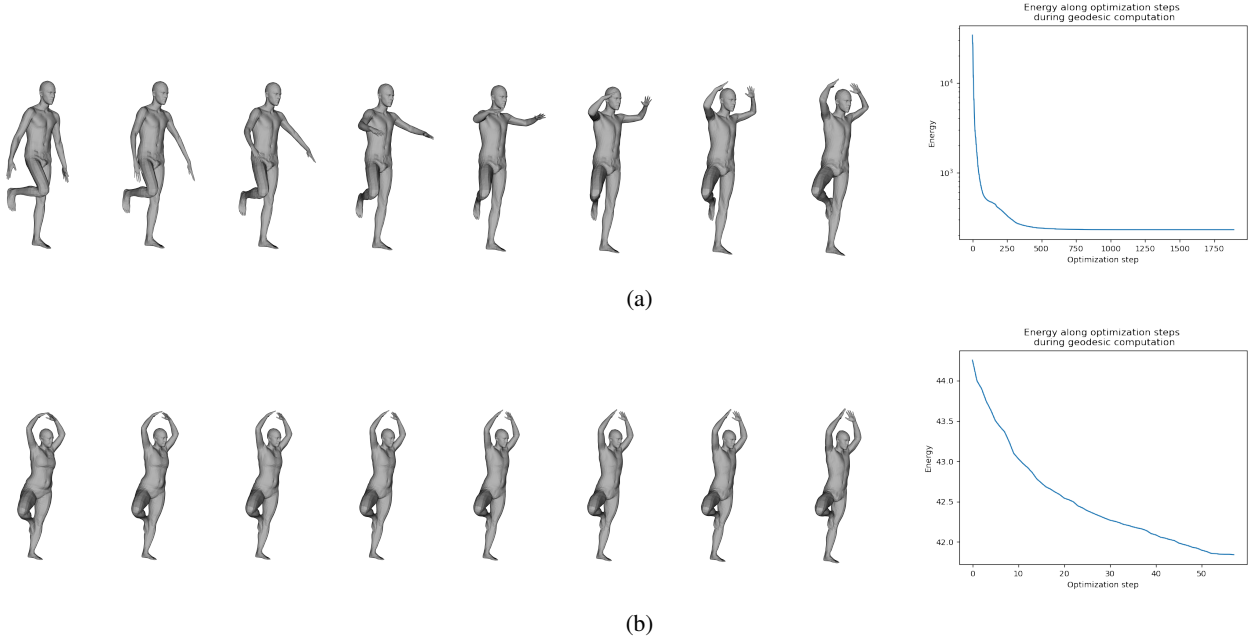 Energy along optimization steps
during geodesic computation
10⁴
10³
Energy
0 250 500 750 1000 1250 1500 1750
Optimization step
(a)
Energy along optimization steps
during geodesic computation
44.0
43.5
43.0
42.5
42.0
Energy
0 10 20 30 40 50
Optimization step
(b)